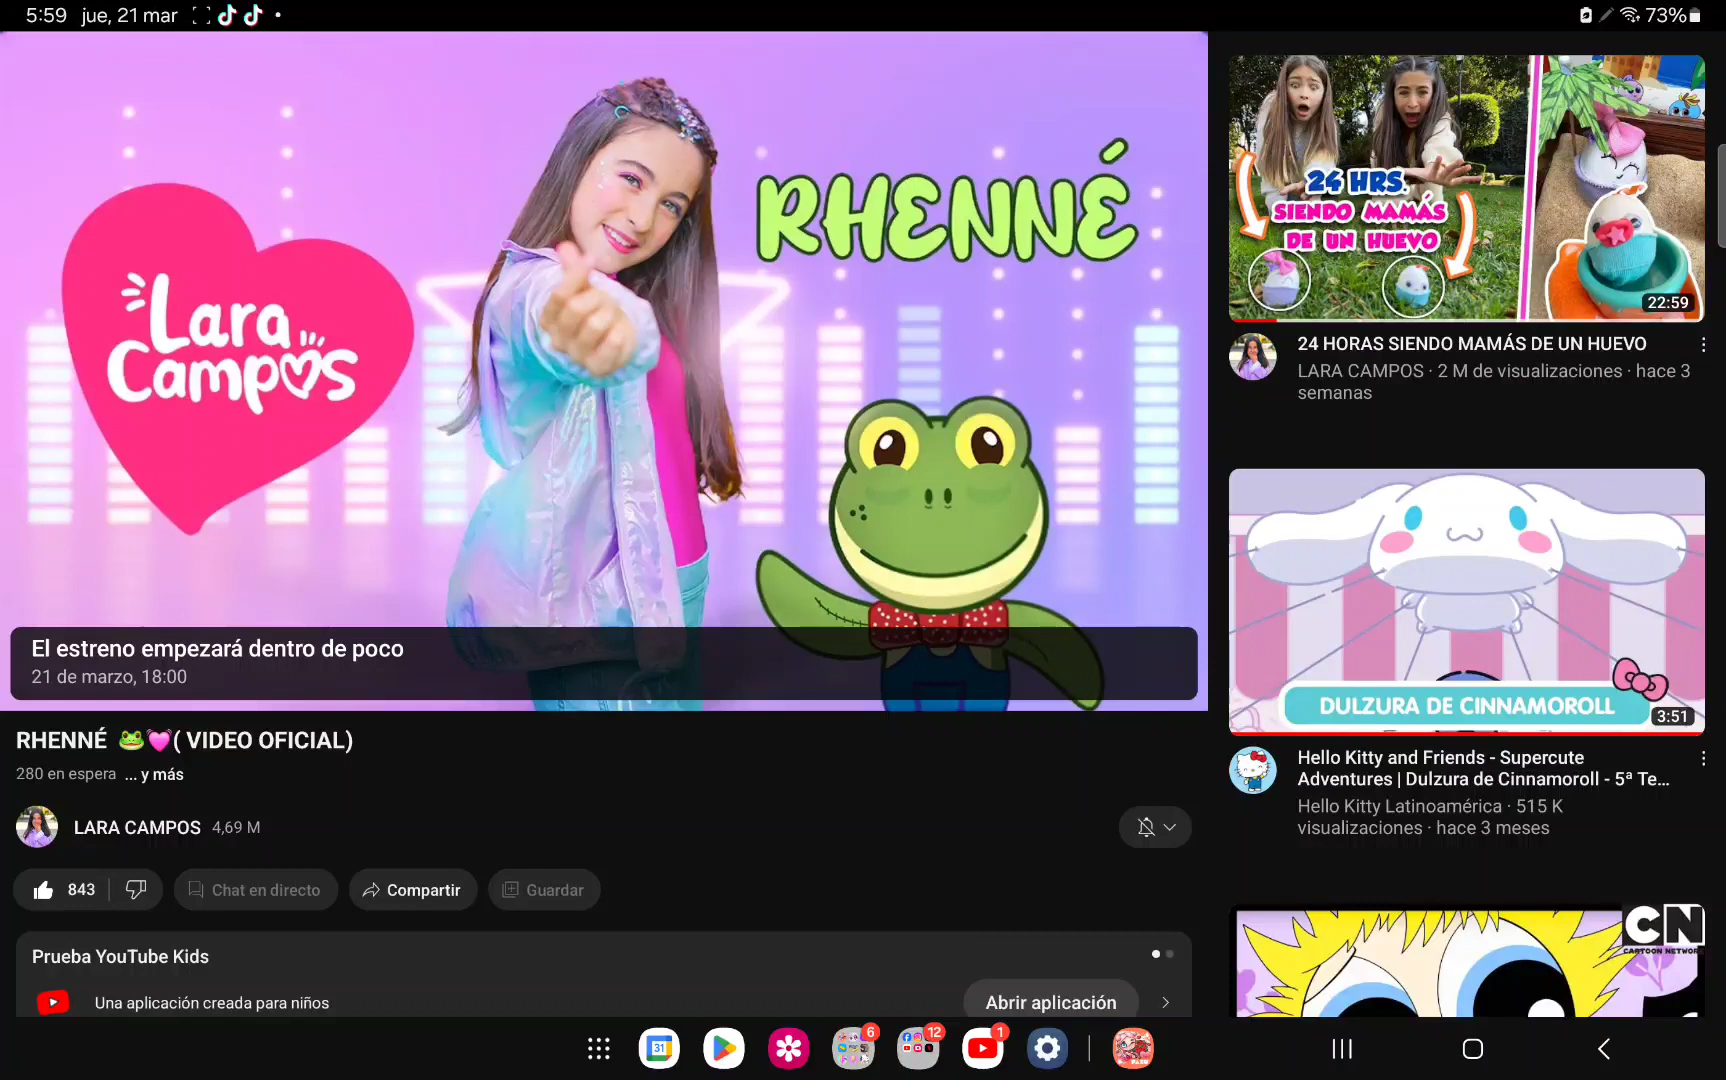 5:59 jue, 21 mar
73%
Lara
Campos
RHENNÉ
El estreno empezará dentro de poco
21 de marzo, 18:00
RHENNÉ 🐸💓( VIDEO OFICIAL)
280 en espera ... y más
LARA CAMPOS 4,69 M
843
Chat en directo
Compartir
Guardar
Prueba YouTube Kids
Una aplicación creada para niños
Abrir aplicación
24 HRS.
SIENDO MAMÁS
DE UN HUEVO
22:59
24 HORAS SIENDO MAMÁS DE UN HUEVO
LARA CAMPOS · 2 M de visualizaciones · hace 3
semanas
DULZURA DE CINNAMOROLL
3:51
Hello Kitty and Friends - Supercute
Adventures | Dulzura de Cinnamoroll - 5ª Te...
Hello Kitty Latinoamérica · 515 K
visualizaciones · hace 3 meses
CN
CARTOON NETWORK
31
6
12
1